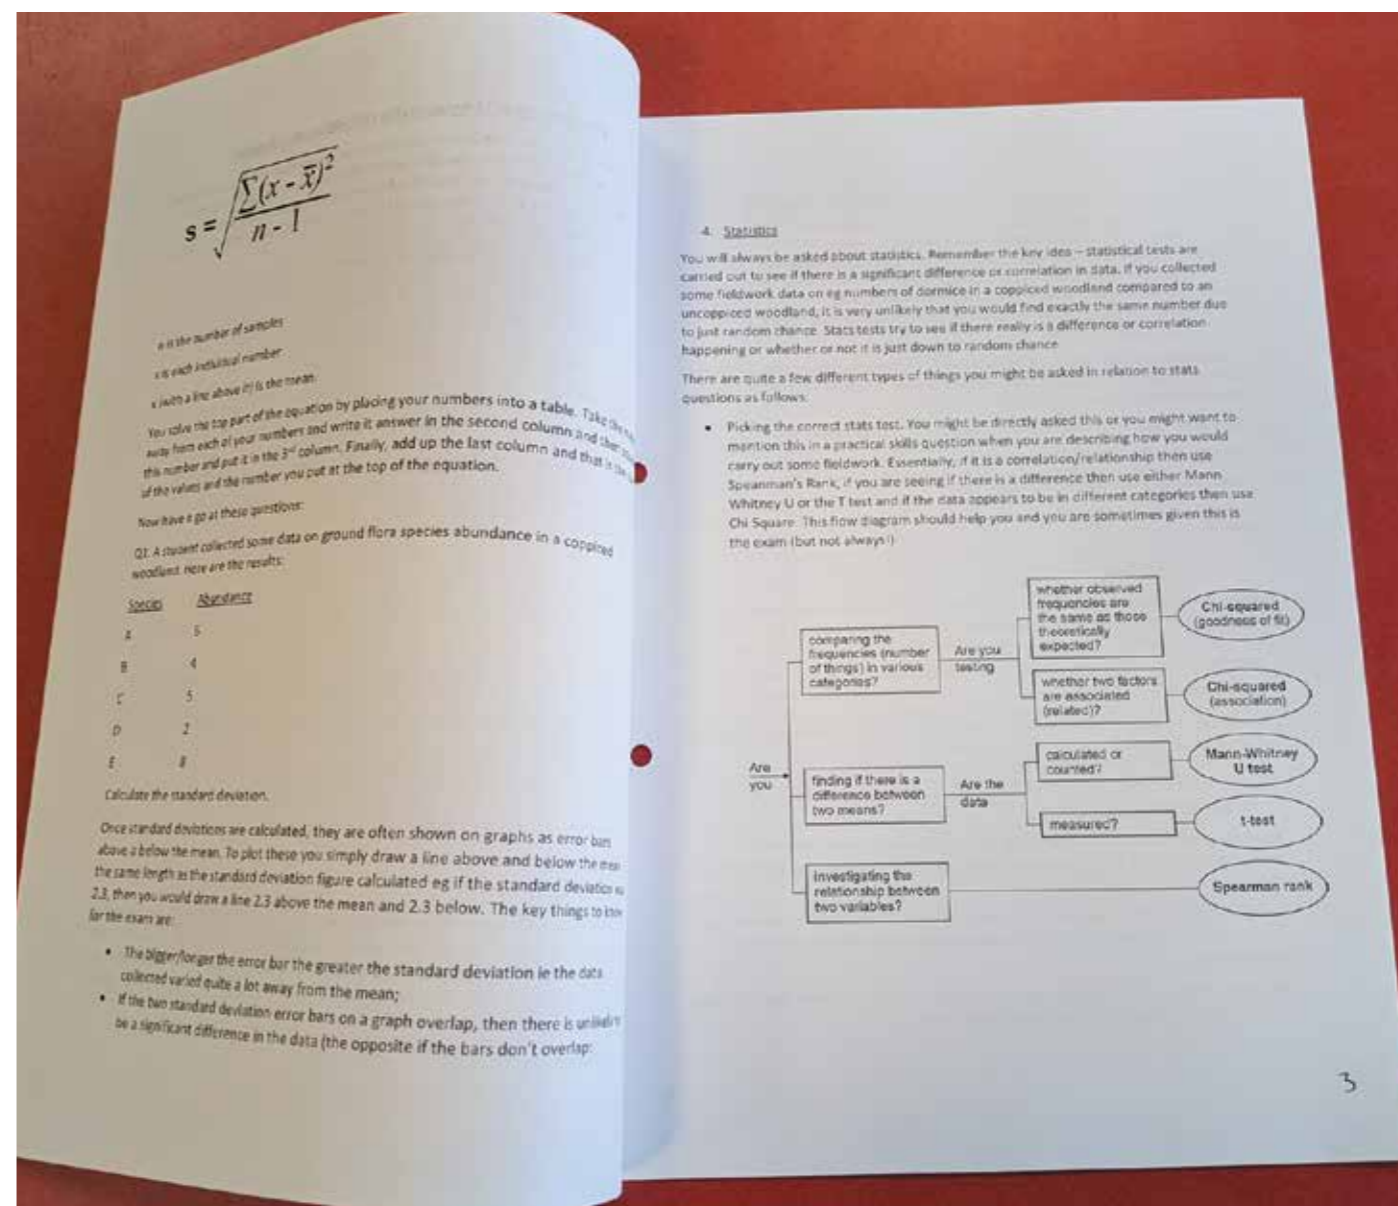 s = √ ∑(x - x̄)²
n - 1
n is the number of samples
x is each individual number
x (with a line above it) is the mean.
You solve the top part of the equation by placing your numbers into a table. Take the
away from each of your numbers and write it answer in the second column and then
this number and put it in the 3rd column. Finally, add up the last column and that is the
of the values and the number you put at the top of the equation.
Now have a go at these questions:
Q1. A student collected some data on ground flora species abundance in a coppiced
woodland. Here are the results:
Species Abundance
A 5
B 4
C 5
D 2
E 8
Calculate the standard deviation.
Once standard deviations are calculated, they are often shown on graphs as error bars
above a below the mean. To plot these you simply draw a line above and below the mean
the same length as the standard deviation figure calculated eg if the standard deviation
2.3, then you would draw a line 2.3 above the mean and 2.3 below. The key things to know
for the exam are:
• The bigger/longer the error bar the greater the standard deviation ie the data
collected varied quite a lot away from the mean;
• If the two standard deviation error bars on a graph overlap, then there is unlikely
be a significant difference in the data (the opposite if the bars don't overlap:
4. Statistics
You will always be asked about statistics. Remember the key idea – statistical tests are
carried out to see if there is a significant difference or correlation in data. If you collected
some fieldwork data on eg numbers of dormice in a coppiced woodland compared to an
uncoppiced woodland, it is very unlikely that you would find exactly the same number due
to just random chance. Stats tests try to see if there really is a difference or correlation
happening or whether or not it is just down to random chance.
There are quite a few different types of things you might be asked in relation to stats
questions as follows:
• Picking the correct stats test. You might be directly asked this or you might want to
mention this in a practical skills question when you are describing how you would
carry out some fieldwork. Essentially, if it is a correlation/relationship then use
Spearman's Rank, if you are seeing if there is a difference then use either Mann
Whitney U or the T test and if the data appears to be in different categories then use
Chi Square. This flow diagram should help you and you are sometimes given this is
the exam (but not always!)
Are
you
comparing the
frequencies (number
of things) in various
categories?
Are you
testing
whether observed
frequencies are
the same as those
theoretically
expected?
Chi-squared
(goodness of fit)
whether two factors
are associated
(related)?
Chi-squared
(association)
finding if there is a
difference between
two means?
Are the
data
calculated or
counted?
Mann-Whitney
U test
measured?
t-test
investigating the
relationship between
two variables?
Spearman rank
3